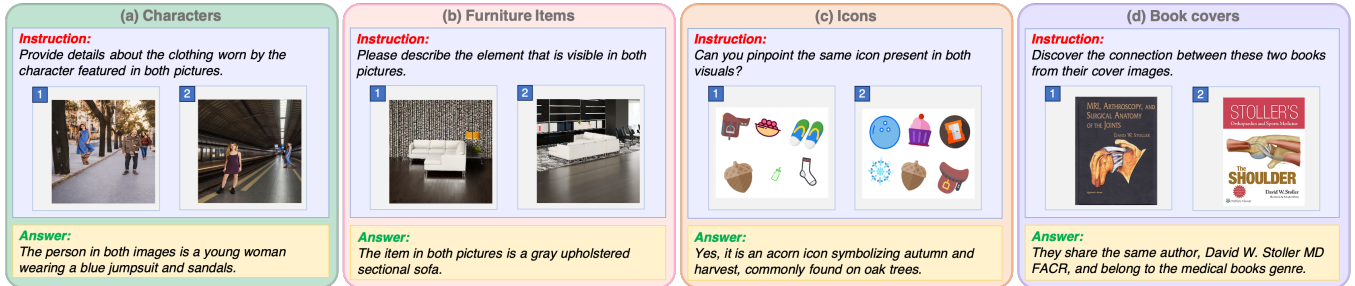 (a) Characters
Instruction:
Provide details about the clothing worn by the
character featured in both pictures.
1
2
Answer:
The person in both images is a young woman
wearing a blue jumpsuit and sandals.
(b) Furniture Items
Instruction:
Please describe the element that is visible in both
pictures.
1
2
Answer:
The item in both pictures is a gray upholstered
sectional sofa.
(c) Icons
Instruction:
Can you pinpoint the same icon present in both
visuals?
1
2
Answer:
Yes, it is an acorn icon symbolizing autumn and
harvest, commonly found on oak trees.
(d) Book covers
Instruction:
Discover the connection between these two books
from their cover images.
1
MRI, ARTHROSCOPY, AND
SURGICAL ANATOMY
OF THE JOINTS
DAVID W. STOLLER
2
STOLLER'S
Orthopaedics and Sports Medicine
The
SHOULDER
David W. Stoller
Answer:
They share the same author, David W. Stoller MD
FACR, and belong to the medical books genre.